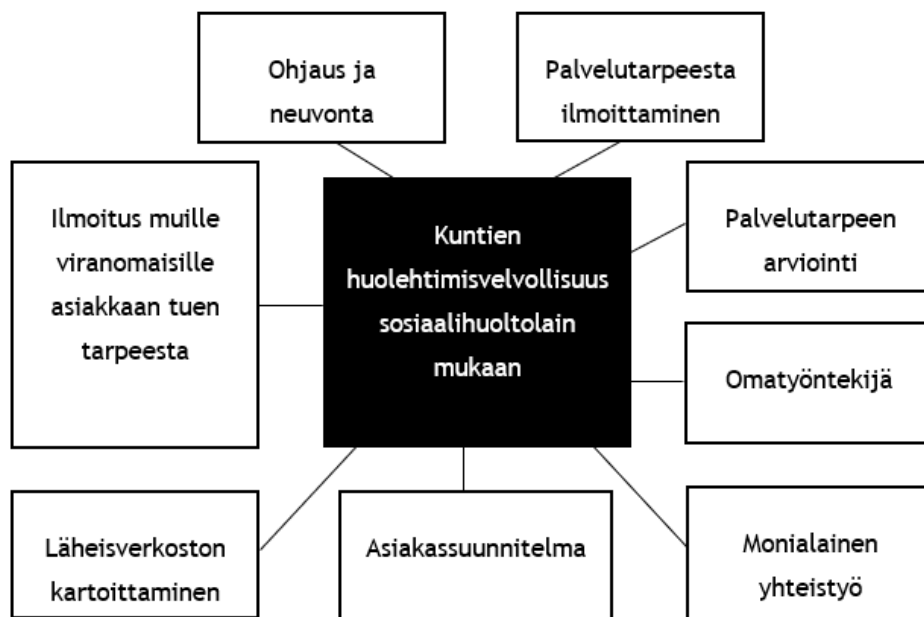 Ohjaus ja
neuvonta
Palvelutarpeesta
ilmoittaminen
Ilmoitus muille
viranomaisille
asiakkaan tuen
tarpeesta
Kuntien
huolehtimisvelvollisuus
sosiaalihuoltolain
mukaan
Palvelutarpeen
arviointi
Omatyöntekijä
Läheisverkoston
kartoittaminen
Asiakassuunnitelma
Monialainen
yhteistyö